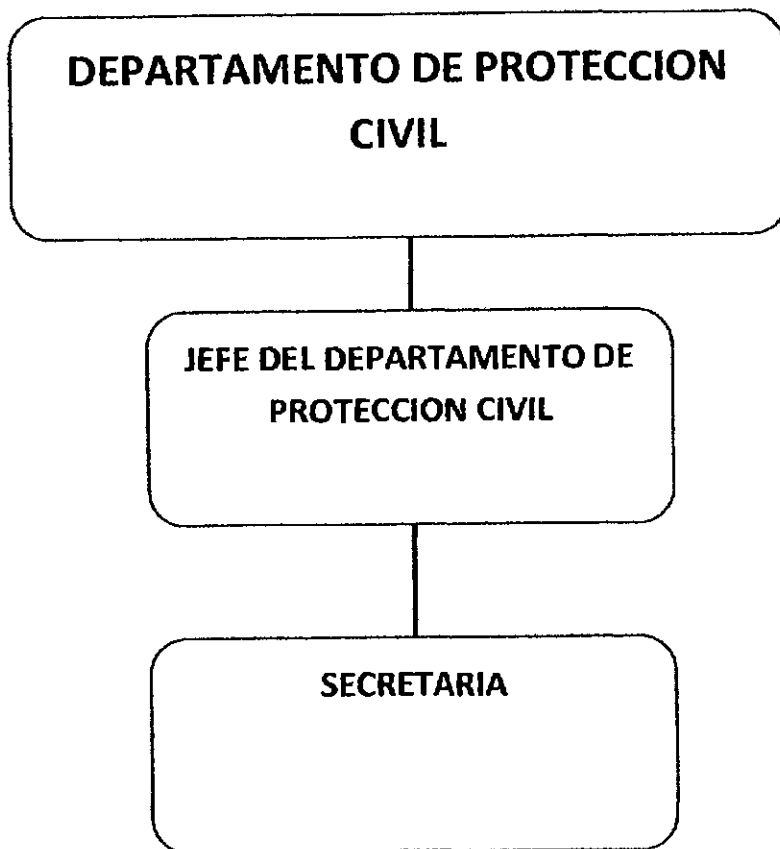 DEPARTAMENTO DE PROTECCION
CIVIL
JEFE DEL DEPARTAMENTO DE
PROTECCION CIVIL
SECRETARIA